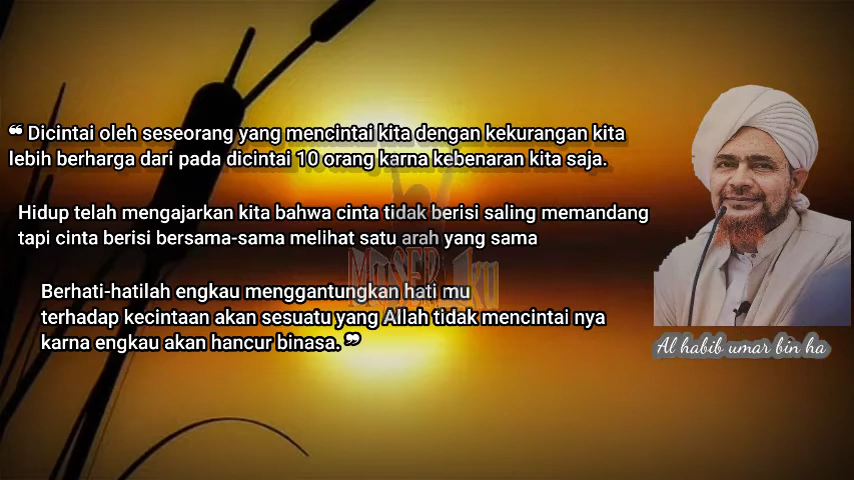 ❝ Dicintai oleh seseorang yang mencintai kita dengan kekurangan kita
lebih berharga dari pada dicintai 10 orang karna kebenaran kita saja.
Hidup telah mengajarkan kita bahwa cinta tidak berisi saling memandang
tapi cinta berisi bersama-sama melihat satu arah yang sama
Berhati-hatilah engkau menggantungkan hati mu
terhadap kecintaan akan sesuatu yang Allah tidak mencintai nya
karna engkau akan hancur binasa. ❞
Al habib umar bin ha